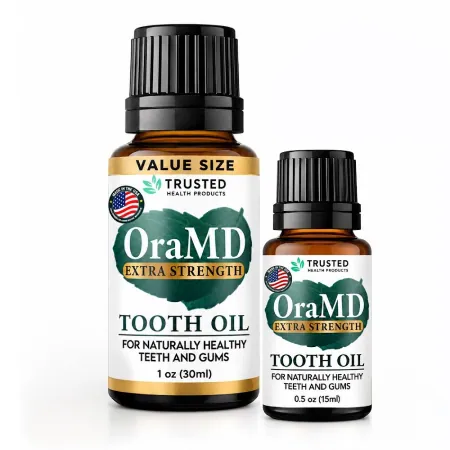 VALUE SIZE
TRUSTED
HEALTH PRODUCTS
OraMD
EXTRA STRENGTH
TOOTH OIL
FOR NATURALLY HEALTHY
TEETH AND GUMS
1 oz (30ml)
TRUSTED
HEALTH PRODUCTS
OraMD
EXTRA STRENGTH
TOOTH OIL
FOR NATURALLY HEALTHY
TEETH AND GUMS
0.5 oz (15ml)